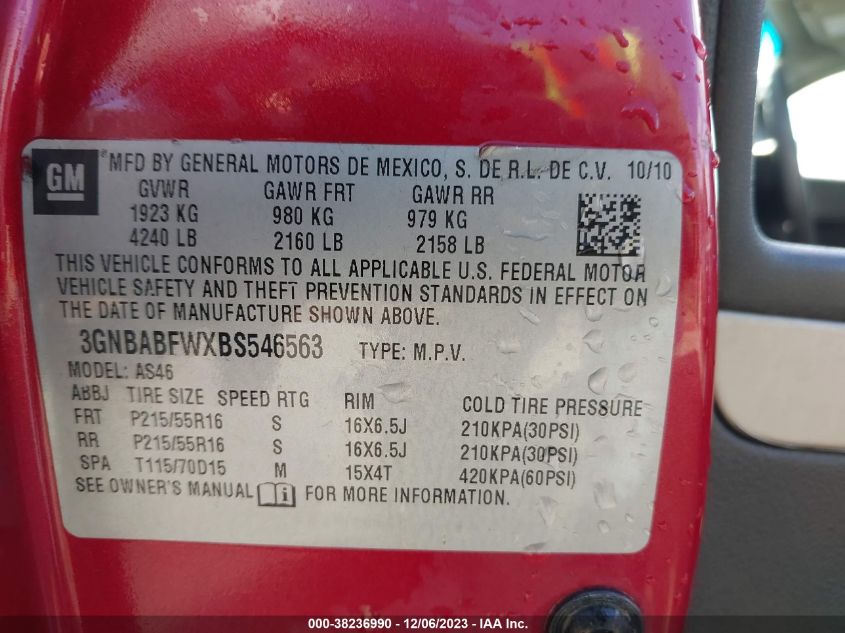 GM ® MFD BY GENERAL MOTORS DE MEXICO, S. DE R.L. DE C.V. 10/10
GVWR GAWR FRT GAWR RR
1923 KG 980 KG 979 KG
4240 LB 2160 LB 2158 LB
THIS VEHICLE CONFORMS TO ALL APPLICABLE U.S. FEDERAL MOTOR
VEHICLE SAFETY AND THEFT PREVENTION STANDARDS IN EFFECT ON
THE DATE OF MANUFACTURE SHOWN ABOVE.
3GNBABFWXBS546563 TYPE: M.P.V.
MODEL: AS46
ABBJ TIRE SIZE SPEED RTG RIM COLD TIRE PRESSURE
FRT P215/55R16 S 16X6.5J 210KPA(30PSI)
RR P215/55R16 S 16X6.5J 210KPA(30PSI)
SPA T115/70D15 M 15X4T 420KPA(60PSI)
SEE OWNER'S MANUAL i FOR MORE INFORMATION.
000-38236990 - 12/06/2023 - IAA Inc.